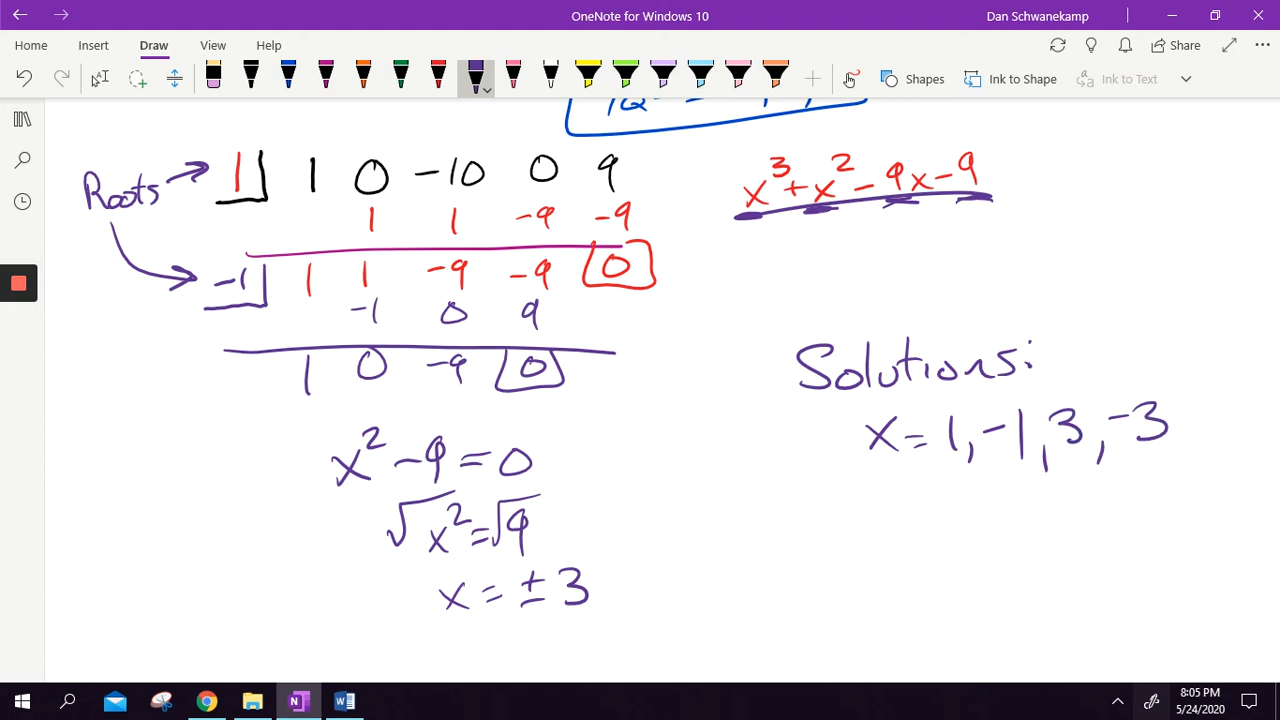 OneNote for Windows 10
Dan Schwanekamp
Home Insert Draw View Help
Share
Shapes Ink to Shape Ink to Text
Roots
1 1 0 -10 0 9
1 1 -9 -9
-1 1 1 -9 -9 0
-1 0 9
1 0 -9 0
x² - 9 = 0
√x² = √9
x = ± 3
x³ + x² - 9x - 9
Solutions:
x = 1, -1, 3, -3
8:05 PM
5/24/2020